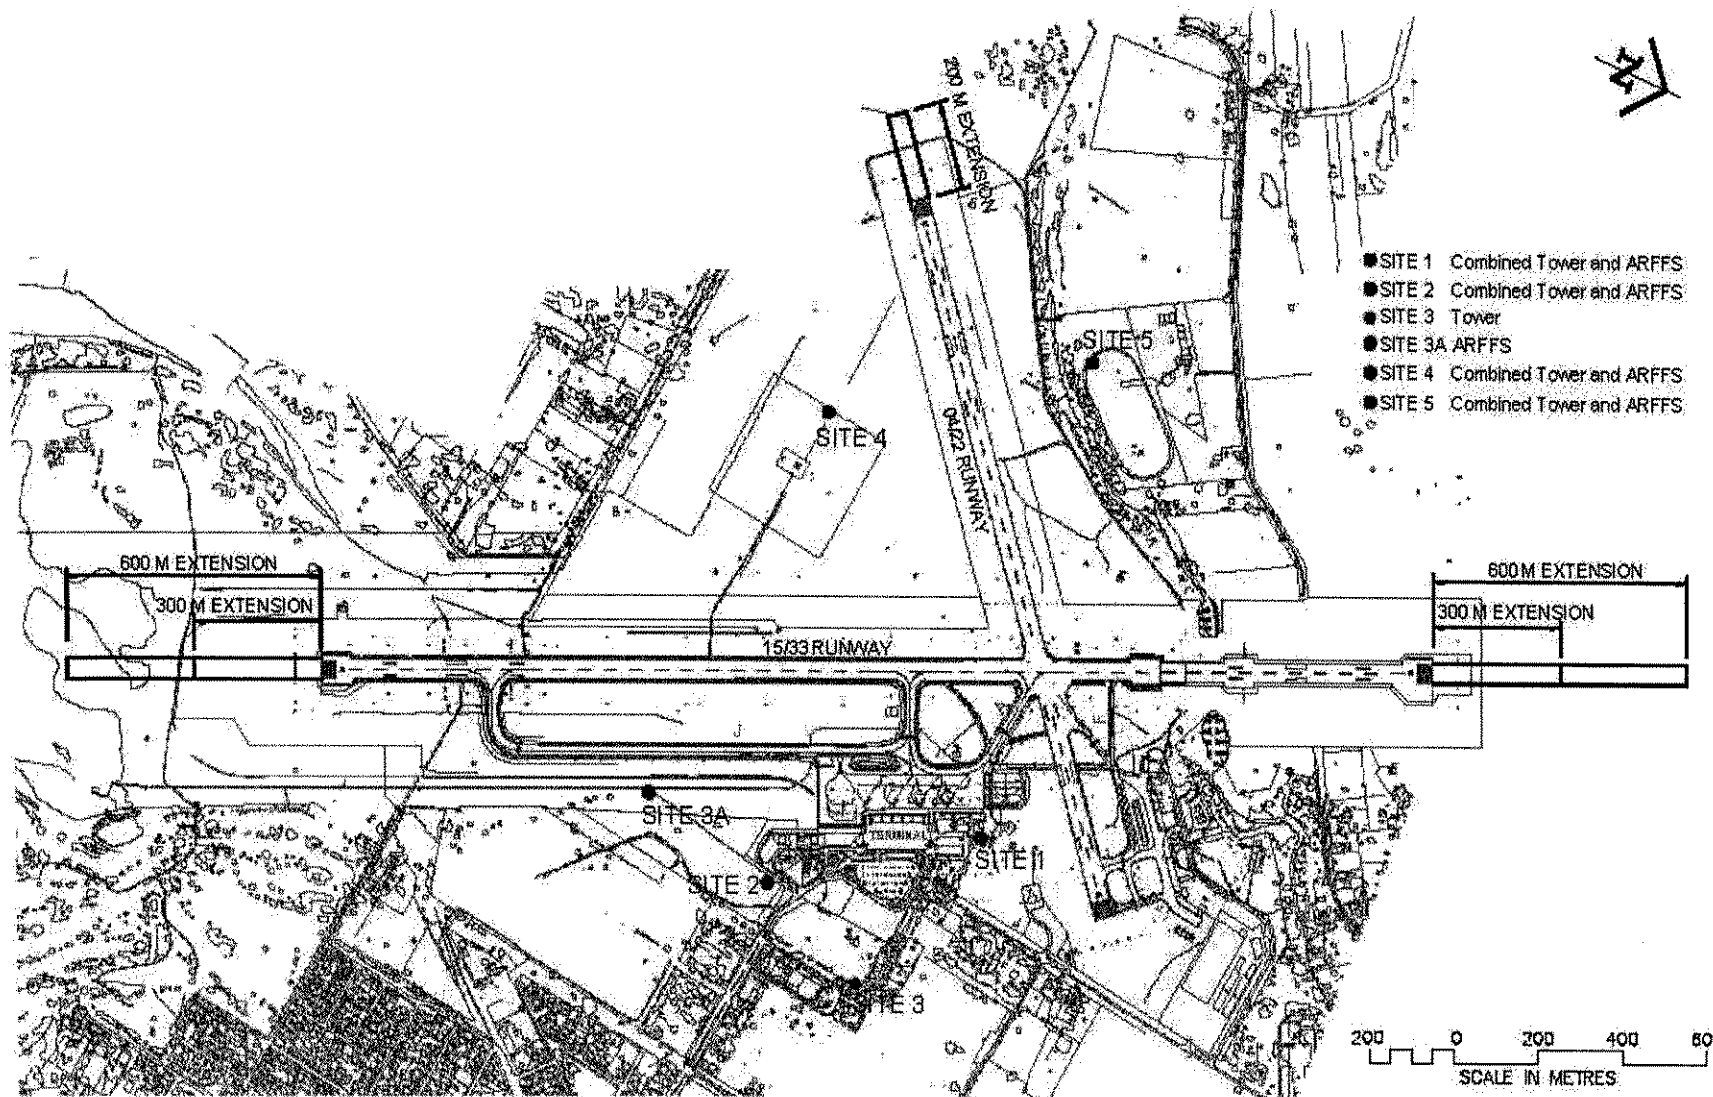 200 M EXTENSION
N
SITE 1 Combined Tower and ARFFS
SITE 2 Combined Tower and ARFFS
SITE 3 Tower
SITE 3A ARFFS
SITE 4 Combined Tower and ARFFS
SITE 5 Combined Tower and ARFFS
SITE 5
SITE 4
04/22 RUNWAY
600 M EXTENSION
300 M EXTENSION
600 M EXTENSION
300 M EXTENSION
15/33 RUNWAY
B
A
J
SITE 3A
TERMINAL
SITE 1
SITE 2
SITE 3
200 0 200 400 60
SCALE IN METRES